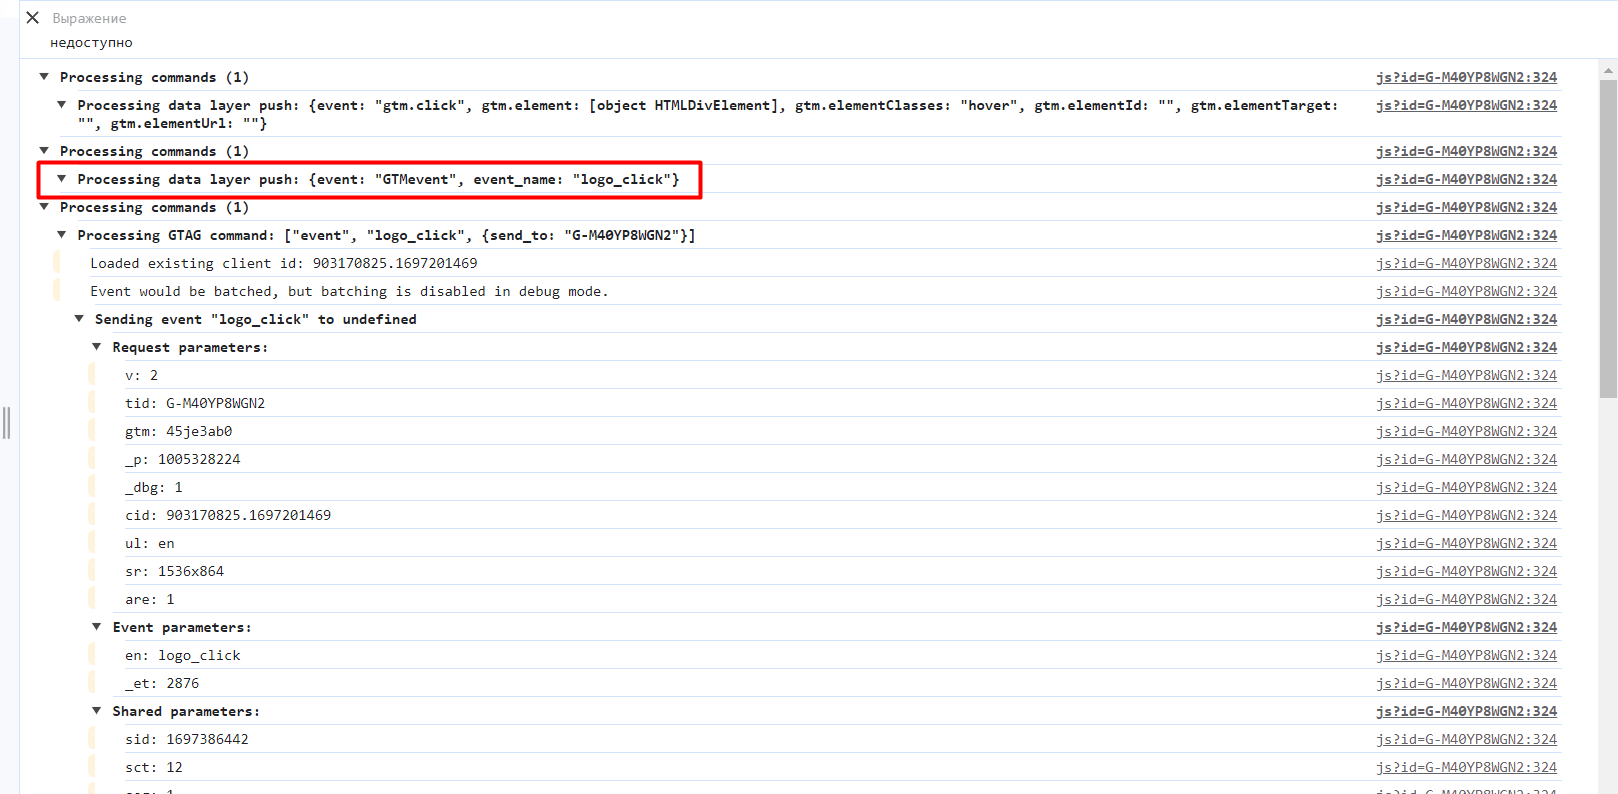 Выражение
недоступно
Processing commands (1) js?id=G-M40YP8WGN2:324
Processing data layer push: {event: "gtm.click", gtm.element: [object HTMLDivElement], gtm.elementClasses: "hover", gtm.elementId: "", gtm.elementTarget: js?id=G-M40YP8WGN2:324
"", gtm.elementUrl: ""}
Processing commands (1) js?id=G-M40YP8WGN2:324
Processing data layer push: {event: "GTMevent", event_name: "logo_click"} js?id=G-M40YP8WGN2:324
Processing commands (1) js?id=G-M40YP8WGN2:324
Processing GTAG command: ["event", "logo_click", {send_to: "G-M40YP8WGN2"}] js?id=G-M40YP8WGN2:324
Loaded existing client id: 903170825.1697201469 js?id=G-M40YP8WGN2:324
Event would be batched, but batching is disabled in debug mode. js?id=G-M40YP8WGN2:324
Sending event "logo_click" to undefined js?id=G-M40YP8WGN2:324
Request parameters: js?id=G-M40YP8WGN2:324
v: 2 js?id=G-M40YP8WGN2:324
tid: G-M40YP8WGN2 js?id=G-M40YP8WGN2:324
gtm: 45je3ab0 js?id=G-M40YP8WGN2:324
_p: 1005328224 js?id=G-M40YP8WGN2:324
_dbg: 1 js?id=G-M40YP8WGN2:324
cid: 903170825.1697201469 js?id=G-M40YP8WGN2:324
ul: en js?id=G-M40YP8WGN2:324
sr: 1536x864 js?id=G-M40YP8WGN2:324
are: 1 js?id=G-M40YP8WGN2:324
Event parameters: js?id=G-M40YP8WGN2:324
en: logo_click js?id=G-M40YP8WGN2:324
_et: 2876 js?id=G-M40YP8WGN2:324
Shared parameters: js?id=G-M40YP8WGN2:324
sid: 1697386442 js?id=G-M40YP8WGN2:324
sct: 12 js?id=G-M40YP8WGN2:324